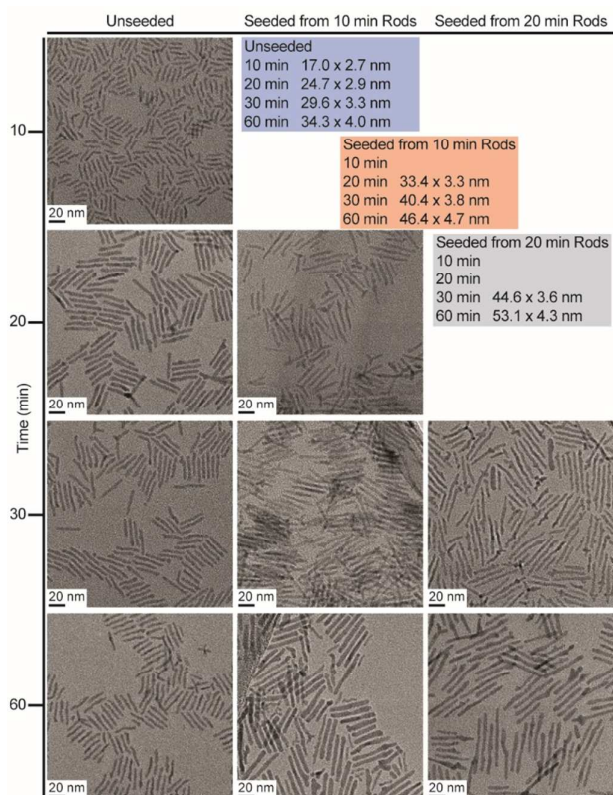 Unseeded Seeded from 10 min Rods Seeded from 20 min Rods
Unseeded
10 min 17.0 x 2.7 nm
20 min 24.7 x 2.9 nm
30 min 29.6 x 3.3 nm
60 min 34.3 x 4.0 nm
Seeded from 10 min Rods
10 min
20 min 33.4 x 3.3 nm
30 min 40.4 x 3.8 nm
60 min 46.4 x 4.7 nm
Seeded from 20 min Rods
10 min
20 min
30 min 44.6 x 3.6 nm
60 min 53.1 x 4.3 nm
Time (min)
10
20 nm
20
20 nm 20 nm
30
20 nm 20 nm 20 nm
60
20 nm 20 nm 20 nm